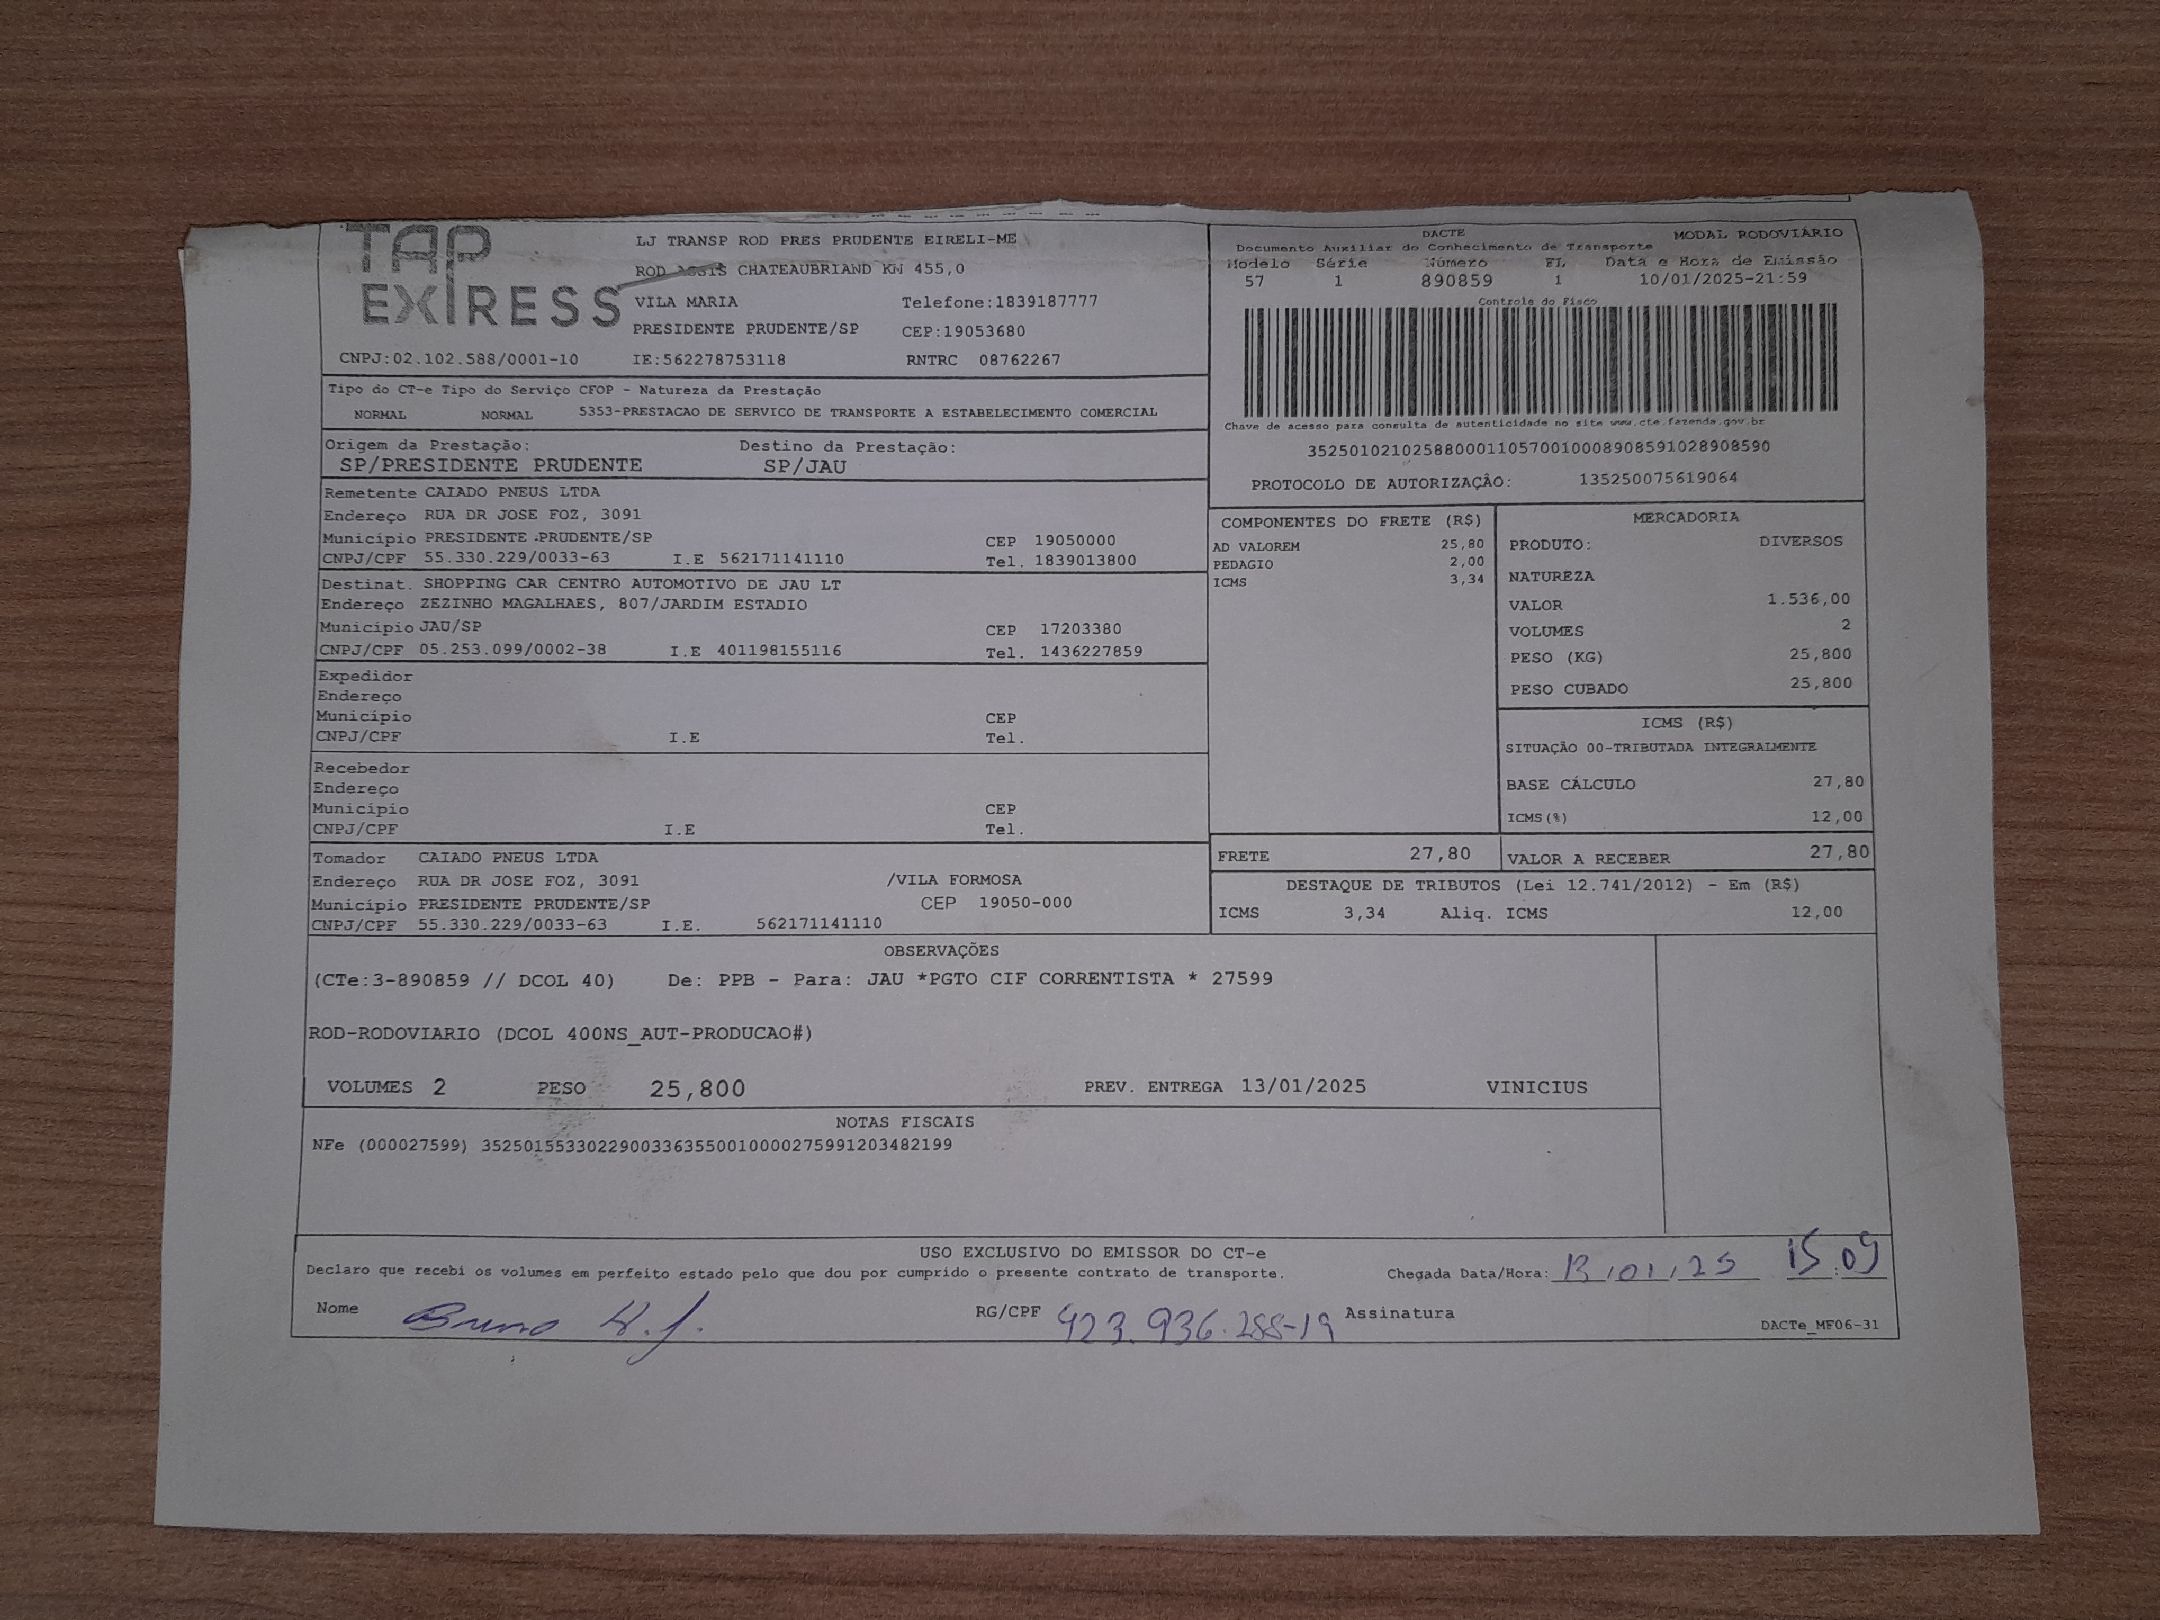 TAP
EXPRESS
LJ TRANSP ROD PRES PRUDENTE EIRELI-ME
ROD ASSIS CHATEAUBRIAND KM 455,0
VILA MARIA Telefone:1839187777
PRESIDENTE PRUDENTE/SP CEP:19053680
CNPJ:02.102.588/0001-10 IE:562278753118 RNTRC 08762267
DACTE MODAL RODOVIÁRIO
Documento Auxiliar do Conhecimento de Transporte
Modelo Série Número FL Data e Hora de Emissão
57 1 890859 1 10/01/2025-21:59
Controle do Fisco
Chave de acesso para consulta de autenticidade no site www.cte.fazenda.gov.br
35250102102588000110570010008908591028908590
PROTOCOLO DE AUTORIZAÇÃO: 135250075619064
Tipo do CT-e Tipo do Serviço CFOP - Natureza da Prestação
NORMAL NORMAL 5353-PRESTACAO DE SERVICO DE TRANSPORTE A ESTABELECIMENTO COMERCIAL
Origem da Prestação: Destino da Prestação:
SP/PRESIDENTE PRUDENTE SP/JAU
Remetente CAIADO PNEUS LTDA
Endereço RUA DR JOSE FOZ, 3091
Município PRESIDENTE PRUDENTE/SP CEP 19050000
CNPJ/CPF 55.330.229/0033-63 I.E 562171141110 Tel. 1839013800
Destinat. SHOPPING CAR CENTRO AUTOMOTIVO DE JAU LT
Endereço ZEZINHO MAGALHAES, 807/JARDIM ESTADIO
Município JAU/SP CEP 17203380
CNPJ/CPF 05.253.099/0002-38 I.E 401198155116 Tel. 1436227859
Expedidor
Endereço
Município CEP
CNPJ/CPF I.E Tel.
Recebedor
Endereço
Município CEP
CNPJ/CPF I.E Tel.
Tomador CAIADO PNEUS LTDA
Endereço RUA DR JOSE FOZ, 3091 /VILA FORMOSA
Município PRESIDENTE PRUDENTE/SP CEP 19050-000
CNPJ/CPF 55.330.229/0033-63 I.E. 562171141110
COMPONENTES DO FRETE (R$)
AD VALOREM 25,80
PEDAGIO 2,00
ICMS 3,34
MERCADORIA
PRODUTO: DIVERSOS
NATUREZA
VALOR 1.536,00
VOLUMES 2
PESO (KG) 25,800
PESO CUBADO 25,800
ICMS (R$)
SITUAÇÃO 00-TRIBUTADA INTEGRALMENTE
BASE CÁLCULO 27,80
ICMS(%) 12,00
FRETE 27,80 VALOR A RECEBER 27,80
DESTAQUE DE TRIBUTOS (Lei 12.741/2012) - Em (R$)
ICMS 3,34 Aliq. ICMS 12,00
OBSERVAÇÕES
(CTe:3-890859 // DCOL 40) De: PPB - Para: JAU *PGTO CIF CORRENTISTA * 27599
ROD-RODOVIARIO (DCOL 400NS_AUT-PRODUCAO#)
VOLUMES 2 PESO 25,800 PREV. ENTREGA 13/01/2025 VINICIUS
NOTAS FISCAIS
NFe (000027599) 35250155330229003363550010000275991203482199
USO EXCLUSIVO DO EMISSOR DO CT-e
Declaro que recebi os volumes em perfeito estado pelo que dou por cumprido o presente contrato de transporte. Chegada Data/Hora: 13/01/25 15:09
Nome Bruno H. J. RG/CPF 423.936.288-19 Assinatura
DACTe_MF06-31